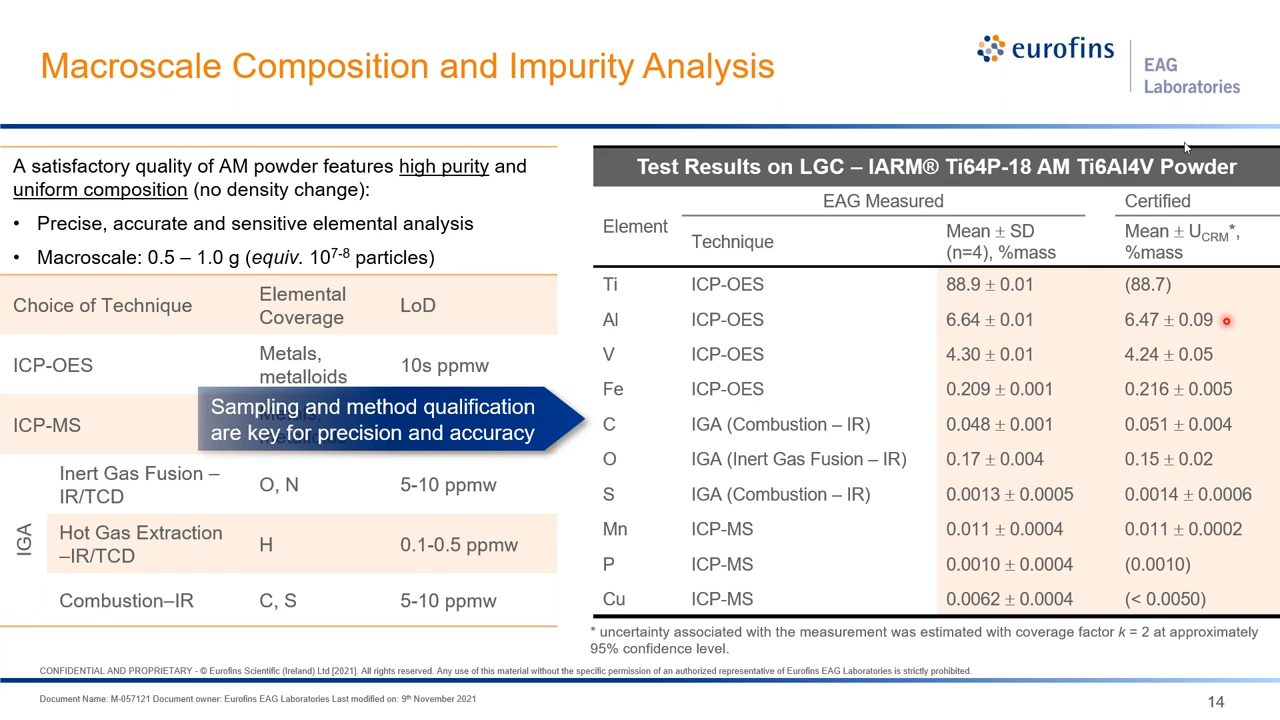 Macroscale Composition and Impurity Analysis
eurofins
EAG
Laboratories
A satisfactory quality of AM powder features high purity and
uniform composition (no density change):
• Precise, accurate and sensitive elemental analysis
• Macroscale: 0.5 – 1.0 g (equiv. 10⁷⁻⁸ particles)
Choice of Technique Elemental Coverage LoD
ICP-OES Metals, metalloids 10s ppmw
ICP-MS
Sampling and method qualification
are key for precision and accuracy
IGA
Inert Gas Fusion – IR/TCD O, N 5-10 ppmw
Hot Gas Extraction –IR/TCD H 0.1-0.5 ppmw
Combustion–IR C, S 5-10 ppmw
Test Results on LGC – IARM® Ti64P-18 AM Ti6Al4V Powder
EAG Measured Certified
Element Technique Mean ± SD (n=4), %mass Mean ± U_CRM*, %mass
Ti ICP-OES 88.9 ± 0.01 (88.7)
Al ICP-OES 6.64 ± 0.01 6.47 ± 0.09
V ICP-OES 4.30 ± 0.01 4.24 ± 0.05
Fe ICP-OES 0.209 ± 0.001 0.216 ± 0.005
C IGA (Combustion – IR) 0.048 ± 0.001 0.051 ± 0.004
O IGA (Inert Gas Fusion – IR) 0.17 ± 0.004 0.15 ± 0.02
S IGA (Combustion – IR) 0.0013 ± 0.0005 0.0014 ± 0.0006
Mn ICP-MS 0.011 ± 0.0004 0.011 ± 0.0002
P ICP-MS 0.0010 ± 0.0004 (0.0010)
Cu ICP-MS 0.0062 ± 0.0004 (< 0.0050)
* uncertainty associated with the measurement was estimated with coverage factor k = 2 at approximately
95% confidence level.
CONFIDENTIAL AND PROPRIETARY - © Eurofins Scientific (Ireland) Ltd [2021]. All rights reserved. Any use of this material without the specific permission of an authorized representative of Eurofins EAG Laboratories is strictly prohibited.
Document Name: M-057121 Document owner: Eurofins EAG Laboratories Last modified on: 9th November 2021
14